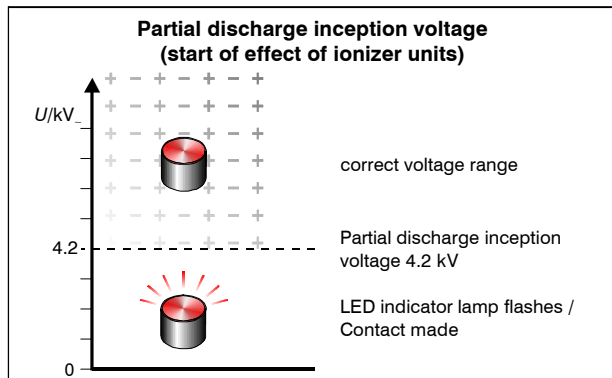 Partial discharge inception voltage
(start of effect of ionizer units)
U/kV
correct voltage range
4.2
Partial discharge inception
voltage 4.2 kV
LED indicator lamp flashes /
Contact made
0